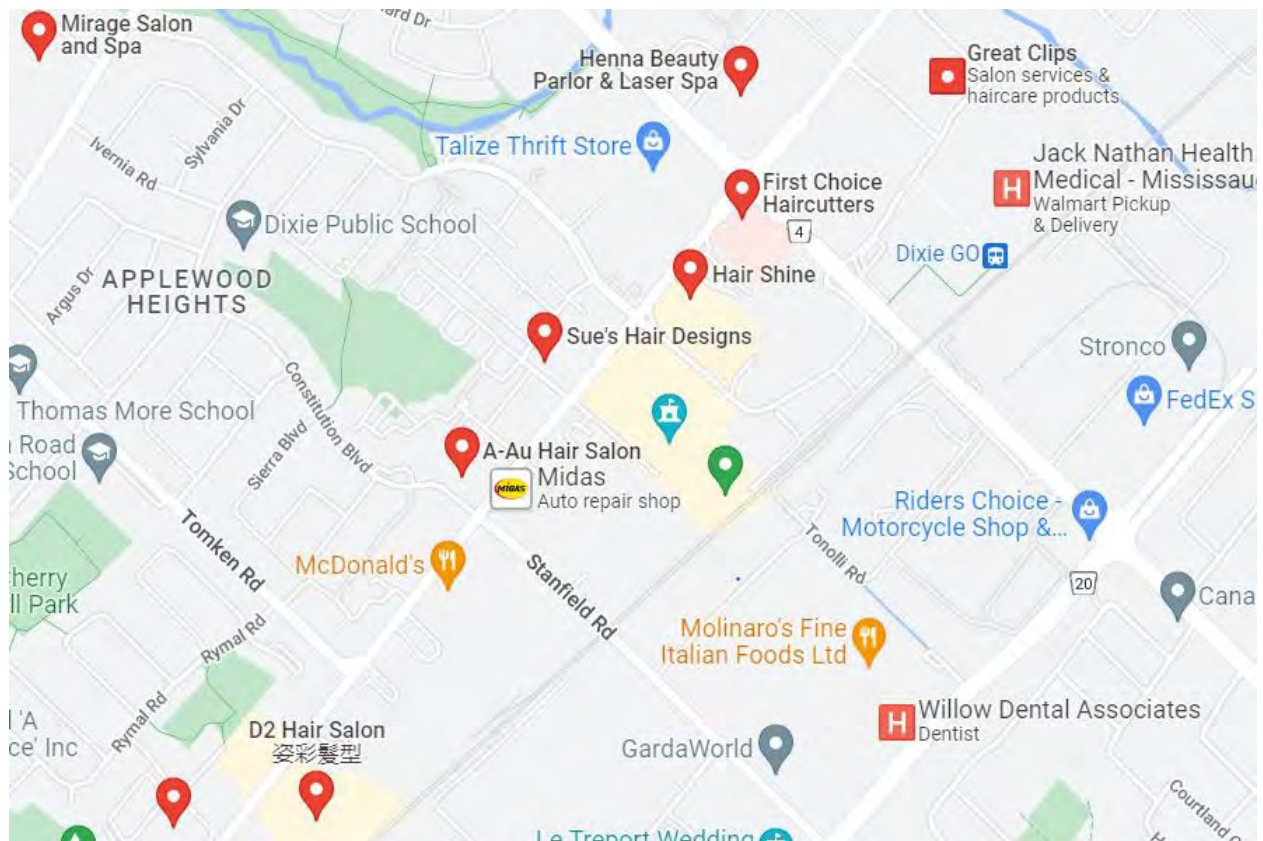 Mirage Salon
and Spa
ard Dr
Henna Beauty
Parlor & Laser Spa
Great Clips
Salon services &
haircare products
Sylvania Dr
Ivernia Rd
Talize Thrift Store
Jack Nathan Health
Medical - Mississau
Walmart Pickup
& Delivery
First Choice
Haircutters
4
Dixie Public School
Dixie GO
Hair Shine
APPLEWOOD
HEIGHTS
Argus Dr
Sue's Hair Designs
Stronco
FedEx S
Thomas More School
Constitution Blvd
Sierra Blvd
n Road
School
A-Au Hair Salon
MIDAS
Midas
Auto repair shop
Riders Choice -
Motorcycle Shop &...
Tomken Rd
Tonolli Rd
McDonald's
Stanfield Rd
20
Cana
herry
ll Park
Rymal Rd
Molinaro's Fine
Italian Foods Ltd
Rymal Rd
Willow Dental Associates
Dentist
'A
ce' Inc
D2 Hair Salon
姿彩髮型
GardaWorld
Courtland C
Le Treport Wedding